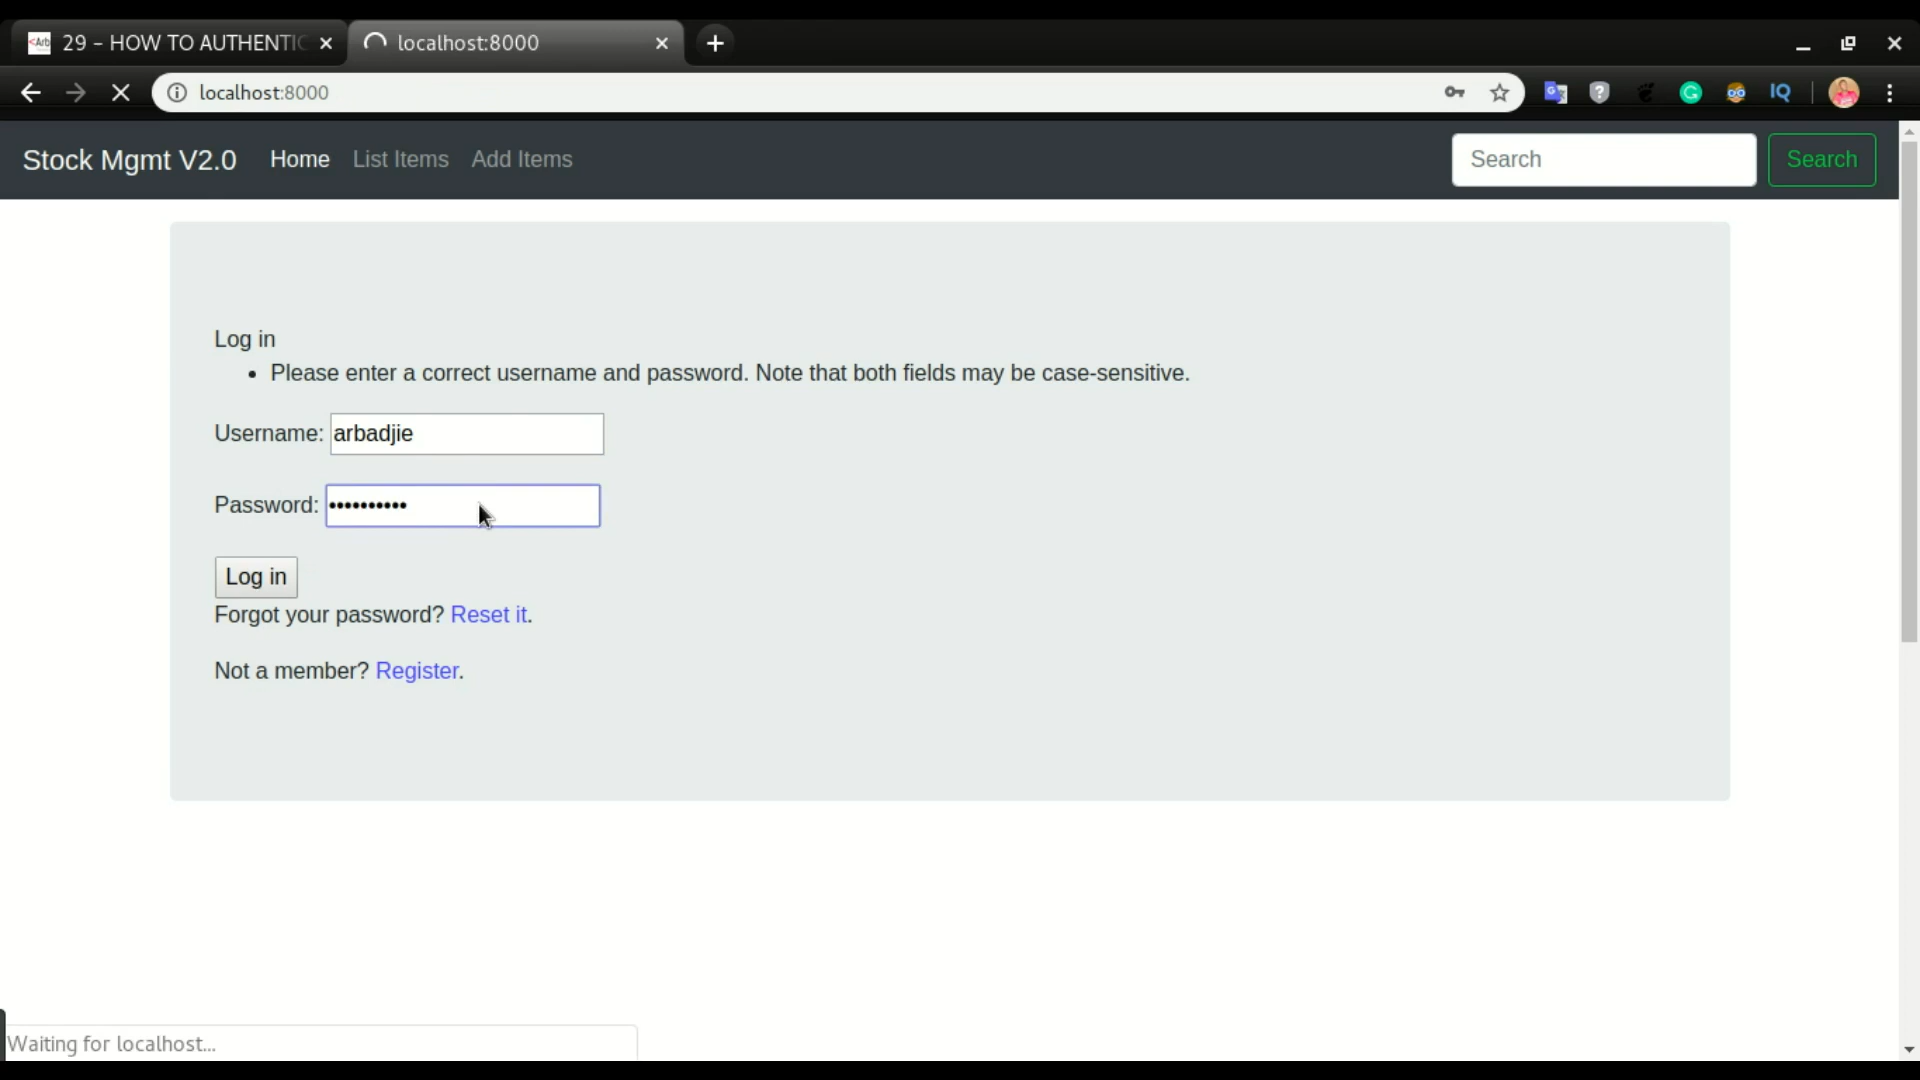 29 – HOW TO AUTHENTIC
localhost:8000
localhost:8000
Stock Mgmt V2.0 Home List Items Add Items Search Search
Log in
• Please enter a correct username and password. Note that both fields may be case-sensitive.
Username: arbadjie
Password: ••••••••••
Log in
Forgot your password? Reset it.
Not a member? Register.
Waiting for localhost...